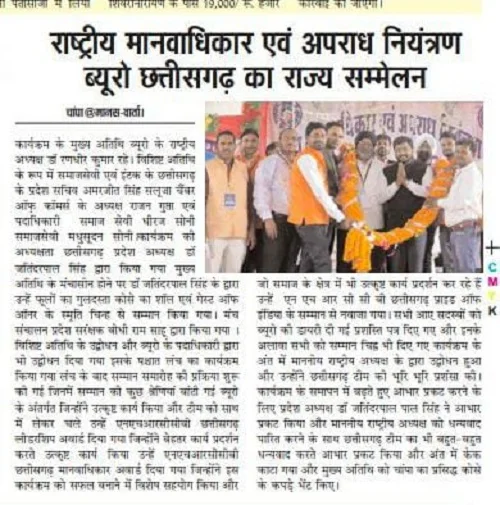 शिवरीनारायण के पास 19,000/ रू. हजार
कार्रवाई की जाएगी।
राष्ट्रीय मानवाधिकार एवं अपराध नियंत्रण
ब्यूरो छत्तीसगढ़ का राज्य सम्मेलन
चांपा @मानस-वार्ता।
कार्यक्रम के मुख्य अतिथि ब्यूरो के राष्ट्रीय
अध्यक्ष डॉ रणधीर कुमार रहे। विशिष्ट अतिथि
के रूप में समाजसेवी एवं इंटक के छत्तीसगढ़
के प्रदेश सचिव अमरजीत सिंह सलूजा चैंबर
ऑफ़ कॉमर्स के अध्यक्ष राजन गुप्ता एवं
पदाधिकारी समाज सेवी धीरज सोनी
समाजसेवी मधुसूदन सोनी कार्यक्रम की
अध्यक्षता छत्तीसगढ़ प्रदेश अध्यक्ष डॉ
जतिंदरपाल सिंह द्वारा किया गया मुख्य
अतिथि के मंचासीन होने पर डॉ जतिंदरपाल सिंह के द्वारा
उन्हें फूलों का गुलदस्ता कोसे का शॉल एवं गेस्ट ऑफ
ऑनर के स्मृति चिन्ह से सम्मान किया गया। मंच
संचालन प्रदेश संरक्षक धोधी राम साहू द्वारा किया गया ।
विशिष्ट अतिथि के उद्बोधन और ब्यूरो के पदाधिकारी द्वारा
भी उद्बोधन दिया गया इसके पश्चात लंच का कार्यक्रम
किया गया लंच के बाद सम्मान समारोह की प्रक्रिया शुरू
की गई जिनमें सम्मान को कुछ श्रेणियां बांटी गई ब्यूरो
के अंतर्गत जिन्होंने उत्कृष्ट कार्य किया और टीम को साथ
में लेकर चले उन्हें एनएचआरसीसीबी छत्तीसगढ़
लीडरशिप अवार्ड दिया गया जिन्होंने बेहतर कार्य प्रदर्शन
करते उत्कृष्ट कार्य किया उन्हें एनएचआरसीसीबी
छत्तीसगढ़ मानवाधिकार अवार्ड दिया गया जिन्होंने इस
कार्यक्रम को सफल बनाने में विशेष सहयोग किया और
जो समाज के क्षेत्र में भी उत्कृष्ट कार्य प्रदर्शन कर रहे हैं
उन्हें एन एच आर सी सी बी छत्तीसगढ़ प्राइड ऑफ
इंडिया के सम्मान से नवाजा गया। सभी आए सदस्यों को
ब्यूरो की डायरी दी गई प्रशस्ति पत्र दिए गए और इनके
अलावा सभी को सम्मान चिह्न भी दिए गए कार्यक्रम के
अंत में माननीय राष्ट्रीय अध्यक्ष के द्वारा उद्बोधन हुआ
और उन्होंने छत्तीसगढ़ टीम की भूरि भूरि प्रशंसा की।
कार्यक्रम के समापन में बढ़ते हुए आभार प्रकट करने के
लिए प्रदेश अध्यक्ष डॉ जतिंदरपाल पाल सिंह ने आभार
प्रकट किया और माननीय राष्ट्रीय अध्यक्ष को धन्यवाद
पारित करने के साथ छत्तीसगढ़ टीम का भी बहुत-बहुत
धन्यवाद करते आभार प्रकट किया और अंत में केक
काटा गया और मुख्य अतिथि को चांपा का प्रसिद्ध कोसे
के कपड़े भेंट किए।
C
M
Y
K